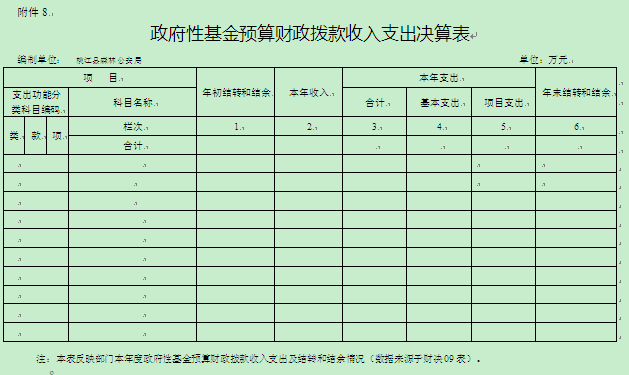 附件 8
政府性基金预算财政拨款收入支出决算表
编制单位： 桃江县森林公安局 单位：万元
项 目 年初结转和结余 本年收入 本年支出 年末结转和结余
支出功能分类科目编码 科目名称 合计 基本支出 项目支出
类 款 项 栏次 1 2 3 4 5 6
合计
注：本表反映部门本年度政府性基金预算财政拨款收入支出及结转和结余情况（数据来源于财决09表）。